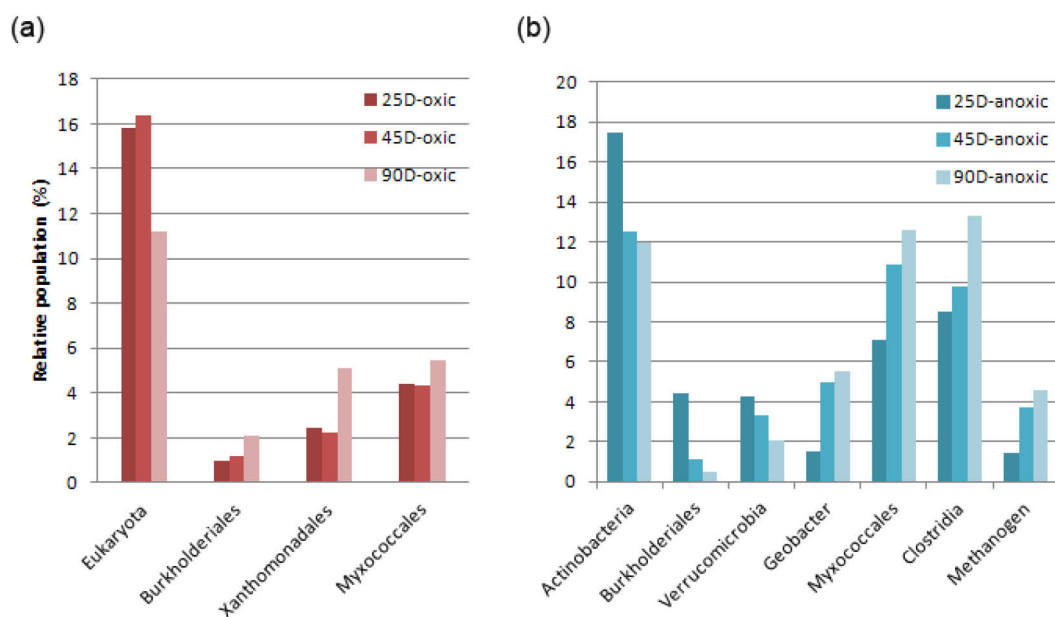 (a)
Relative population (%)
18
16
14
12
10
8
6
4
2
0
25D-oxic
45D-oxic
90D-oxic
Eukaryota
Burkholderiales
Xanthomonadales
Myxococcales
(b)
20
18
16
14
12
10
8
6
4
2
0
25D-anoxic
45D-anoxic
90D-anoxic
Actinobacteria
Burkholderiales
Verrucomicrobia
Geobacter
Myxococcales
Clostridia
Methanogen